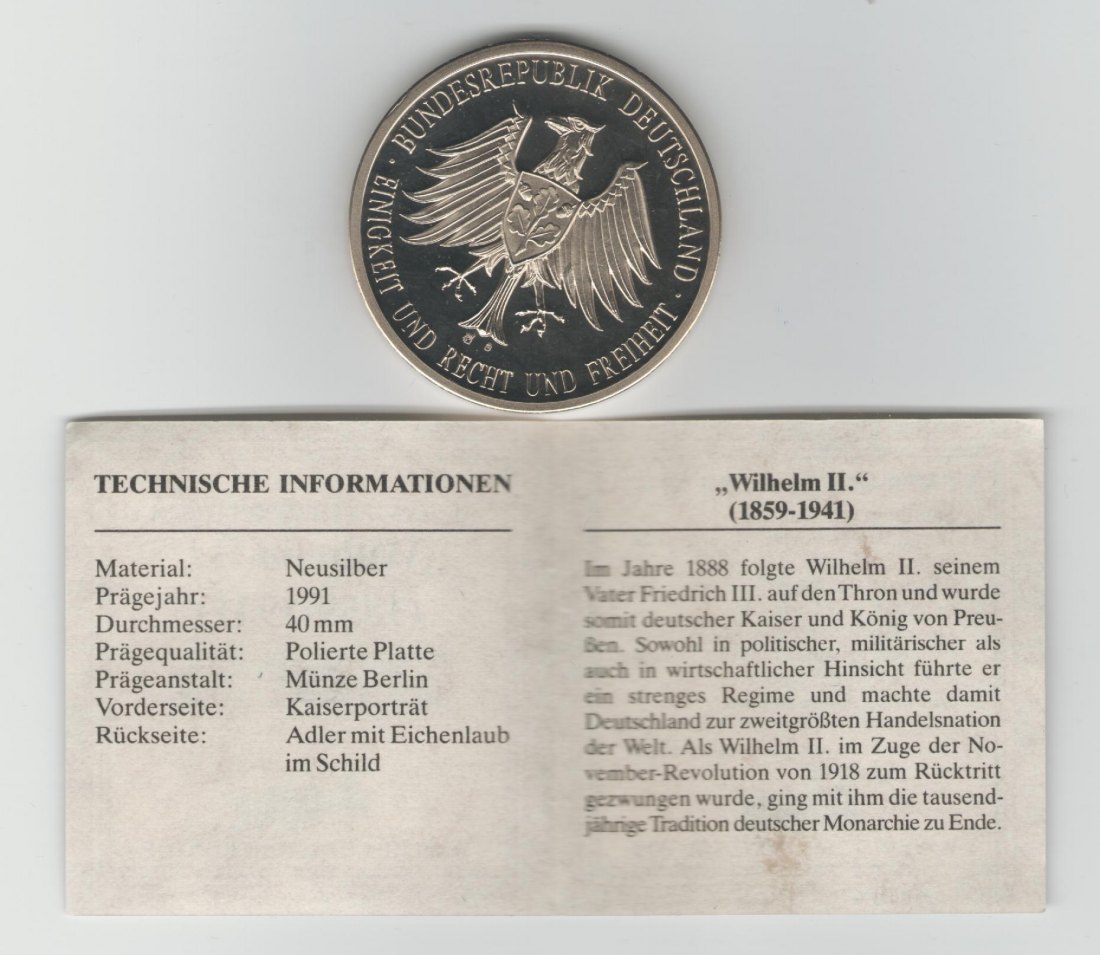 · BUNDESREPUBLIK DEUTSCHLAND ·
EINIGKEIT UND RECHT UND FREIHEIT
TECHNISCHE INFORMATIONEN
Material: Neusilber
Prägejahr: 1991
Durchmesser: 40 mm
Prägequalität: Polierte Platte
Prägeanstalt: Münze Berlin
Vorderseite: Kaiserporträt
Rückseite: Adler mit Eichenlaub
im Schild
„Wilhelm II.“
(1859-1941)
Im Jahre 1888 folgte Wilhelm II. seinem
Vater Friedrich III. auf den Thron und wurde
somit deutscher Kaiser und König von Preu-
ßen. Sowohl in politischer, militärischer als
auch in wirtschaftlicher Hinsicht führte er
ein strenges Regime und machte damit
Deutschland zur zweitgrößten Handelsnation
der Welt. Als Wilhelm II. im Zuge der No-
vember-Revolution von 1918 zum Rücktritt
gezwungen wurde, ging mit ihm die tausend-
jährige Tradition deutscher Monarchie zu Ende.